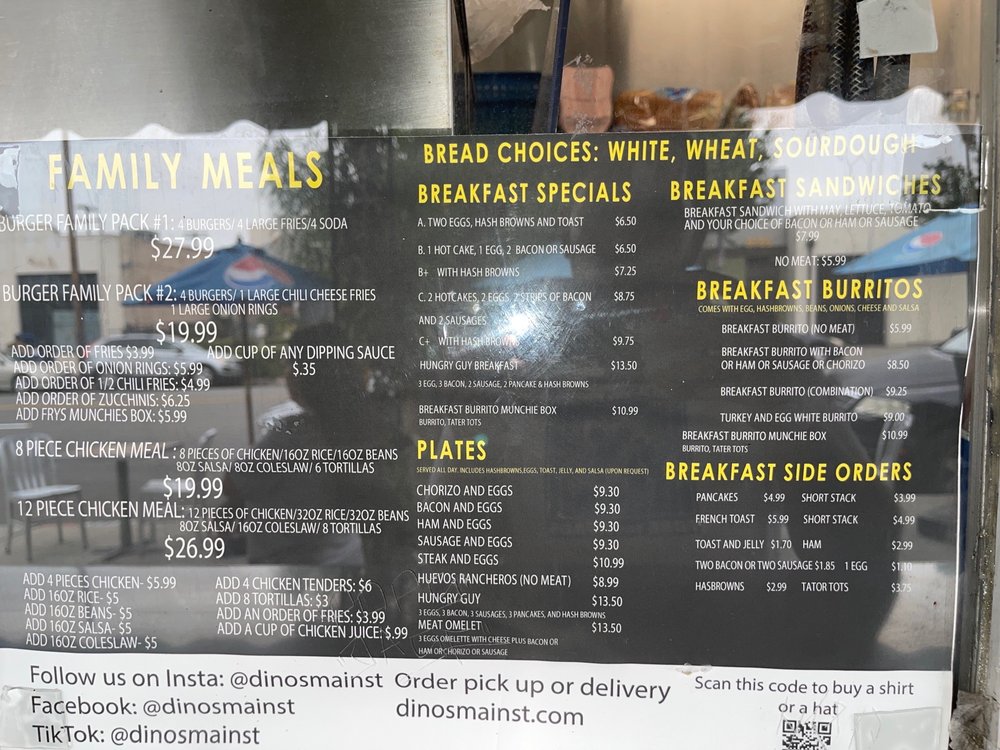 FAMILY MEALS
BURGER FAMILY PACK #1: 4 BURGERS/ 4 LARGE FRIES/4 SODA
$27.99
BURGER FAMILY PACK #2: 4 BURGERS/ 1 LARGE CHILI CHEESE FRIES
1 LARGE ONION RINGS
$19.99
ADD ORDER OF FRIES $3.99
ADD ORDER OF ONION RINGS: $5.99
ADD ORDER OF 1/2 CHILI FRIES: $4.99
ADD ORDER OF ZUCCHINIS: $6.25
ADD FRYS MUNCHIES BOX: $5.99
ADD CUP OF ANY DIPPING SAUCE
$.35
8 PIECE CHICKEN MEAL : 8 PIECES OF CHICKEN/16OZ RICE/16OZ BEANS
8OZ SALSA/ 8OZ COLESLAW/ 6 TORTILLAS
$19.99
12 PIECE CHICKEN MEAL: 12 PIECES OF CHICKEN/32OZ RICE/32OZ BEANS
8OZ SALSA/ 16OZ COLESLAW/ 8 TORTILLAS
$26.99
ADD 4 PIECES CHICKEN- $5.99
ADD 16OZ RICE- $5
ADD 16OZ BEANS- $5
ADD 16OZ SALSA- $5
ADD 16OZ COLESLAW- $5
ADD 4 CHICKEN TENDERS: $6
ADD 8 TORTILLAS: $3
ADD AN ORDER OF FRIES: $3.99
ADD A CUP OF CHICKEN JUICE: $.99
BREAD CHOICES: WHITE, WHEAT, SOURDOUGH
BREAKFAST SPECIALS
A. TWO EGGS, HASH BROWNS AND TOAST $6.50
B. 1 HOT CAKE, 1 EGG, 2 BACON OR SAUSAGE $6.50
B+ WITH HASH BROWNS $7.25
C. 2 HOTCAKES, 2 EGGS, 2 STRIPS OF BACON $8.75
AND 2 SAUSAGES
C+ WITH HASH BROWNS $9.75
HUNGRY GUY BREAKFAST $13.50
3 EGG, 3 BACON, 2 SAUSAGE, 2 PANCAKE & HASH BROWNS
BREAKFAST BURRITO MUNCHIE BOX $10.99
BURRITO, TATER TOTS
PLATES
SERVED ALL DAY. INCLUDES HASHBROWNS,EGGS, TOAST, JELLY, AND SALSA (UPON REQUEST)
CHORIZO AND EGGS $9.30
BACON AND EGGS $9.30
HAM AND EGGS $9.30
SAUSAGE AND EGGS $9.30
STEAK AND EGGS $10.99
HUEVOS RANCHEROS (NO MEAT) $8.99
HUNGRY GUY $13.50
3 EGGS, 3 BACON, 3 SAUSAGES, 3 PANCAKES, AND HASH BROWNS
MEAT OMELET $13.50
3 EGGS OMELETTE WITH CHEESE PLUS BACON OR
HAM OR CHORIZO OR SAUSAGE
BREAKFAST SANDWICHES
BREAKFAST SANDWICH WITH MAY, LETTUCE, TOMATO
AND YOUR CHOICE OF BACON OR HAM OR SAUSAGE
$7.99
NO MEAT: $5.99
BREAKFAST BURRITOS
COMES WITH EGG, HASHBROWNS, BEANS, ONIONS, CHEESE AND SALSA
BREAKFAST BURRITO (NO MEAT) $5.99
BREAKFAST BURRITO WITH BACON
OR HAM OR SAUSAGE OR CHORIZO $8.50
BREAKFAST BURRITO (COMBINATION) $9.25
TURKEY AND EGG WHITE BURRITO $9.00
BREAKFAST BURRITO MUNCHIE BOX $10.99
BURRITO, TATER TOTS
BREAKFAST SIDE ORDERS
PANCAKES $4.99 SHORT STACK $3.99
FRENCH TOAST $5.99 SHORT STACK $4.99
TOAST AND JELLY $1.70 HAM $2.99
TWO BACON OR TWO SAUSAGE $1.85 1 EGG $1.10
HASBROWNS $2.99 TATOR TOTS $3.75
Follow us on Insta: @dinosmainst
Facebook: @dinosmainst
TikTok: @dinosmainst
Order pick up or delivery
dinosmainst.com
Scan this code to buy a shirt
or a hat